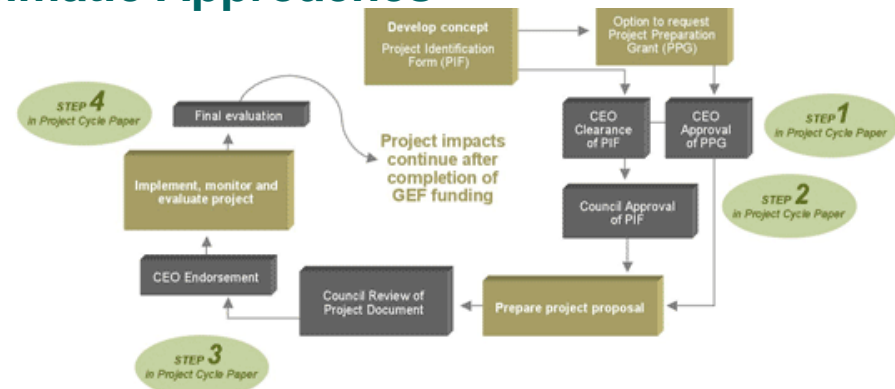 Develop concept
Project Identification
Form (PIF)
Option to request
Project Preparation
Grant (PPG)
STEP 4
in Project Cycle Paper
Final evaluation
CEO
Clearance
of PIF
CEO
Approval
of PPG
STEP 1
in Project Cycle Paper
Project impacts
continue after
completion of
GEF funding
Implement, monitor and
evaluate project
Council Approval
of PIF
STEP 2
in Project Cycle Paper
CEO Endorsement
Council Review of
Project Document
Prepare project proposal
STEP 3
in Project Cycle Paper